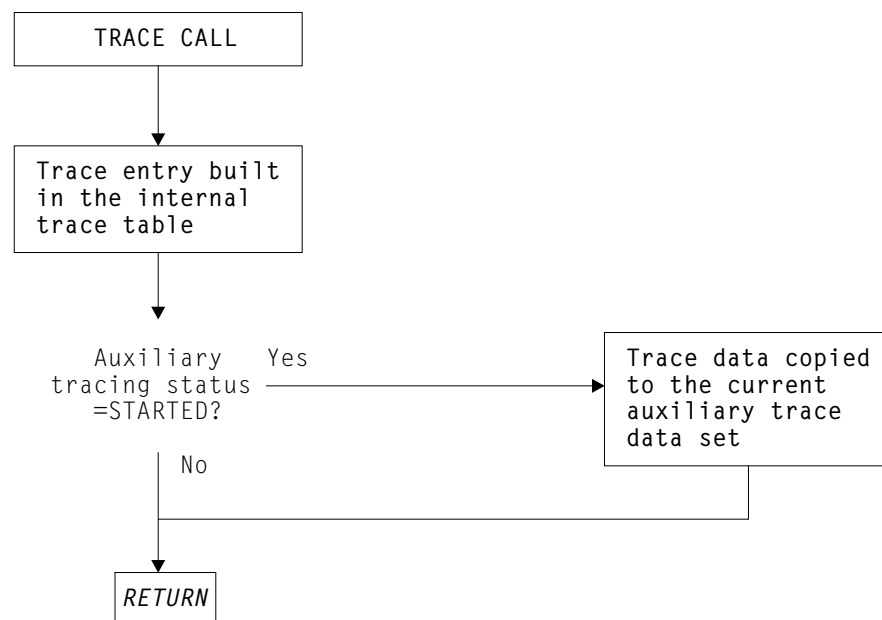 TRACE CALL
Trace entry built
in the internal
trace table
Auxiliary
tracing status
=STARTED?
Yes
Trace data copied
to the current
auxiliary trace
data set
No
RETURN